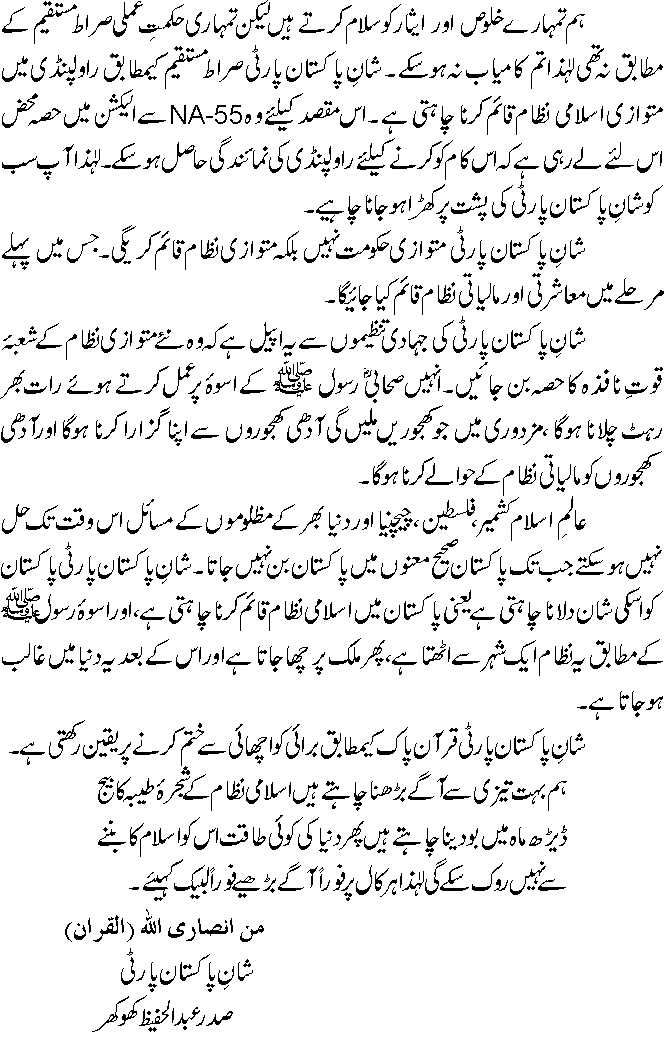 ہم تمہارے خلوص اور ایثار کو سلام کرتے ہیں لیکن تمہاری حکمتِ عملی صراط مستقیم کے
مطابق نہ تھی لہٰذا تم کامیاب نہ ہو سکے۔ شانِ پاکستان پارٹی صراط مستقیم کیمطابق راولپنڈی میں
متوازی اسلامی نظام قائم کرنا چاہتی ہے۔ اس مقصد کیلئے وہ NA-55 سے الیکشن میں حصہ محض
اس لئے لے رہی ہے کہ اس کام کو کرنے کیلئے راولپنڈی کی نمائندگی حاصل ہو سکے۔ لہٰذا آپ سب
کو شانِ پاکستان پارٹی کی پشت پر کھڑا ہو جانا چاہیے۔
شانِ پاکستان پارٹی متوازی حکومت نہیں بلکہ متوازی نظام قائم کریگی۔ جس میں پہلے
مرحلے میں معاشرتی اور مالیاتی نظام قائم کیا جائیگا۔
شانِ پاکستان پارٹی کی جہادی تنظیموں سے یہ اپیل ہے کہ وہ نئے متوازی نظام کے شعبۂ
قوتِ نافذہ کا حصہ بن جائیں۔ انہیں صحابیؓ رسول ﷺ کے اسوۂ پر عمل کرتے ہوئے رات بھر
رہٹ چلانا ہوگا، مزدوری میں جو کھجوریں ملیں گی آدھی کھجوروں سے اپنا گزارا کرنا ہوگا اور آدھی
کھجوروں کو مالیاتی نظام کے حوالے کرنا ہوگا۔
عالمِ اسلام کشمیر، فلسطین، چیچنیا اور دنیا بھر کے مظلوموں کے مسائل اس وقت تک حل
نہیں ہو سکتے جب تک پاکستان صحیح معنوں میں پاکستان بن نہیں جاتا۔ شانِ پاکستان پارٹی پاکستان
کو اسکی شان دلانا چاہتی ہے یعنی پاکستان میں اسلامی نظام قائم کرنا چاہتی ہے، اور اسوۂ رسول ﷺ
کے مطابق یہ نظام ایک شہر سے اٹھتا ہے، پھر ملک پر چھا جاتا ہے اور اس کے بعد یہ دنیا میں غالب
ہو جاتا ہے۔
شانِ پاکستان پارٹی قرآن پاک کیمطابق برائی کو اچھائی سے ختم کرنے پر یقین رکھتی ہے۔
ہم بہت تیزی سے آگے بڑھنا چاہتے ہیں اسلامی نظام کے شجرۂ طیبہ کا بیج
ڈیڑھ ماہ میں بو دینا چاہتے ہیں پھر دنیا کی کوئی طاقت اس کو اسلام کا بننے
سے نہیں روک سکے گی لہٰذا ہر کال پر فوراً آگے بڑھیے فوراً لبیک کہیئے۔
من انصاری اللہ (القران)
شانِ پاکستان پارٹی
صدر عبدالحفیظ کھوکھر